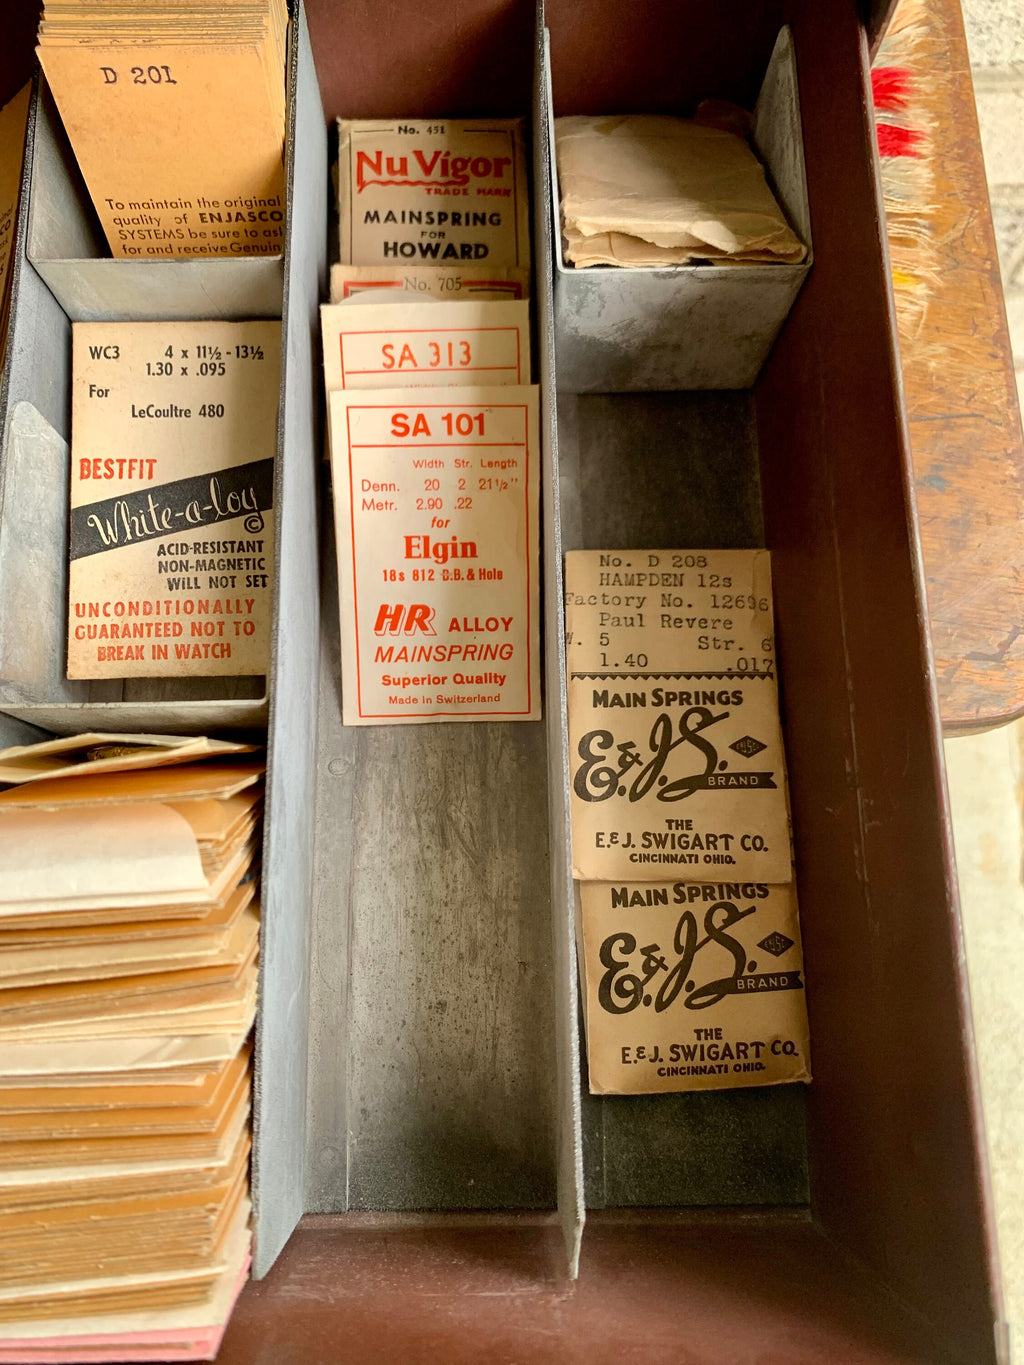 D 201
To maintain the original
quality of ENJASCO
SYSTEMS be sure to
for and receive Genuin
WC3 4 x 11½ - 13½
1.30 x .095
For
LeCoultre 480
BESTFIT
White-a-loy ©
ACID-RESISTANT
NON-MAGNETIC
WILL NOT SET
UNCONDITIONALLY
GUARANTEED NOT TO
BREAK IN WATCH
No. 451
NuVigor
TRADE MARK
MAINSPRING
FOR
HOWARD
No. 705
SA 313
SA 101
Width Str. Length
Denn. 20 2 21½"
Metr. 2.90 .22
for
Elgin
18s 812 D.B. & Hole
HR ALLOY
MAINSPRING
Superior Quality
Made in Switzerland
No. D 208
HAMPDEN 12s
Factory No. 12696
Paul Revere
W. 5 Str. 6
1.40 .017
MAIN SPRINGS
E. & J. S.
BRAND
THE
E. & J. SWIGART CO.
CINCINNATI OHIO.
MAIN SPRINGS
E. & J. S.
BRAND
THE
E. & J. SWIGART CO.
CINCINNATI OHIO.